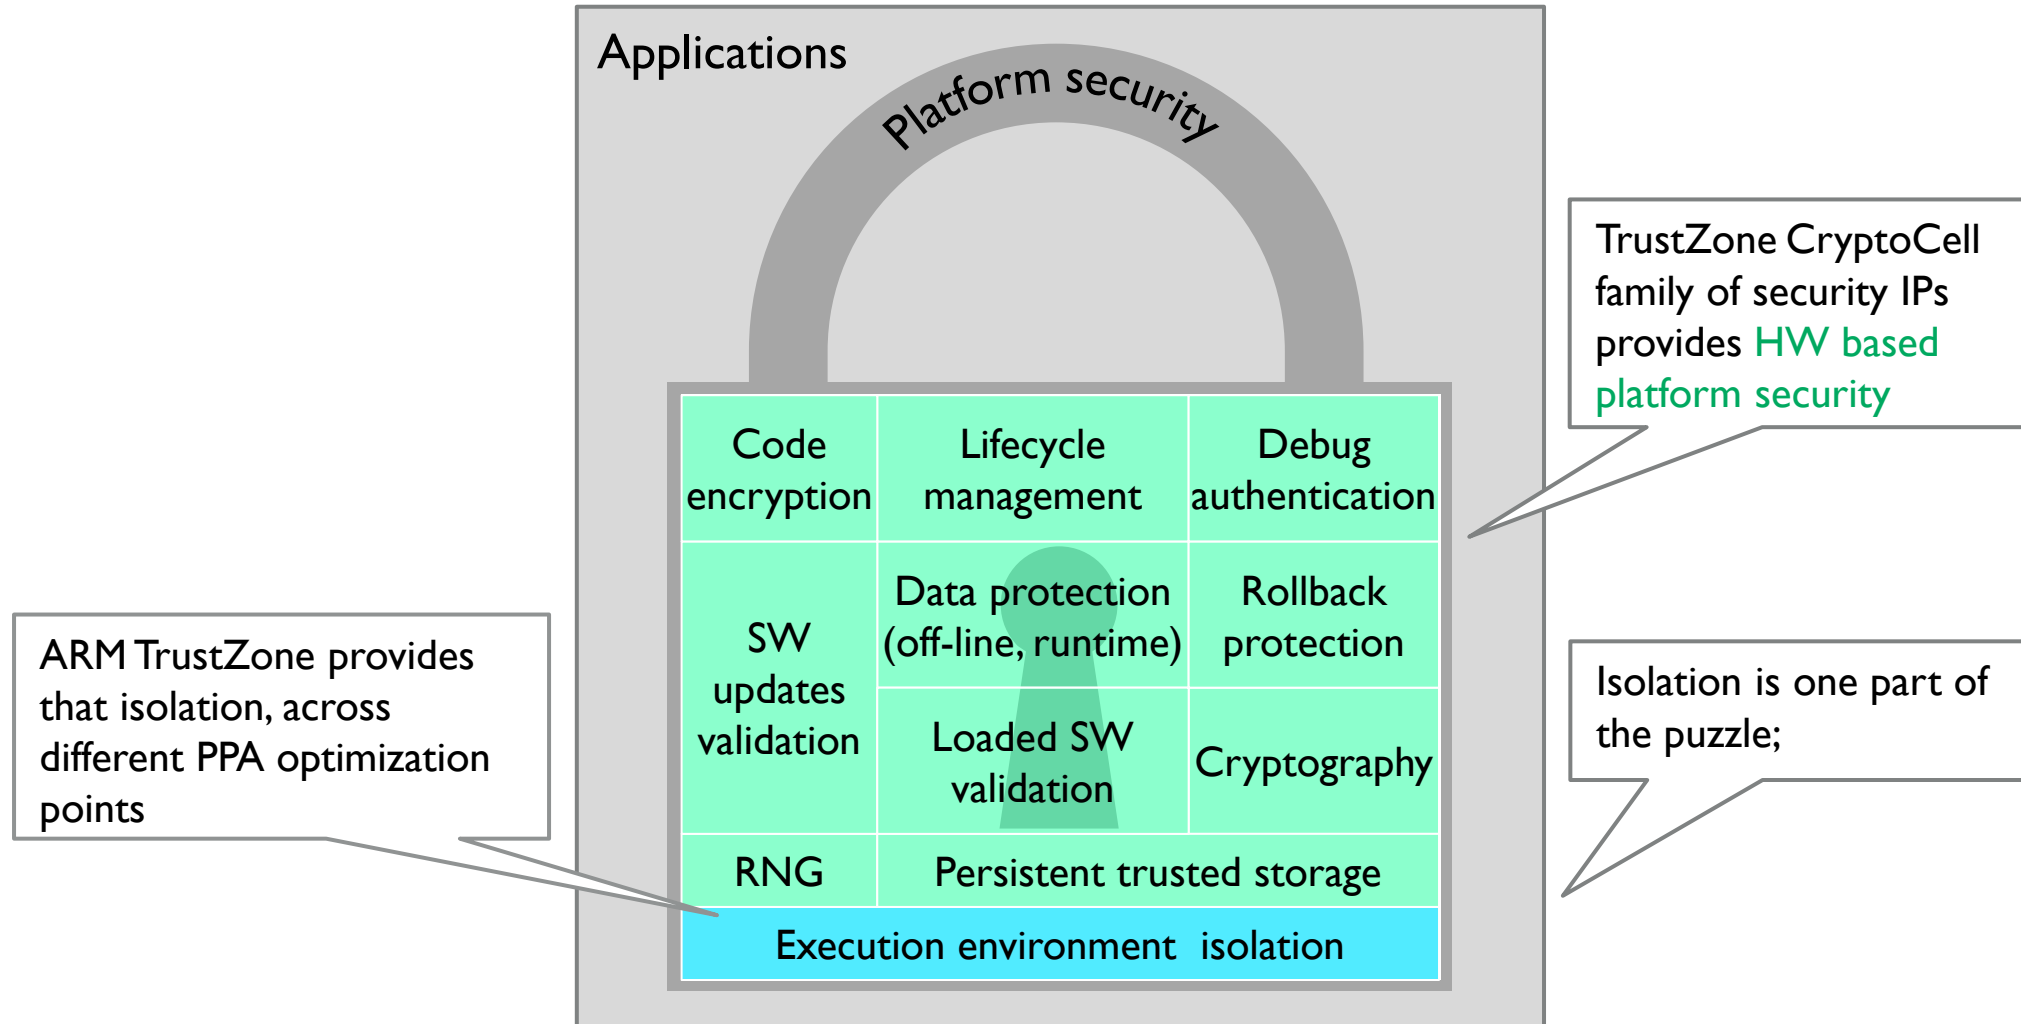 Applications
Platform security
TrustZone CryptoCell
family of security IPs
provides HW based
platform security
Code
encryption
Lifecycle
management
Debug
authentication
SW
updates
validation
Data protection
(off-line, runtime)
Rollback
protection
Loaded SW
validation
Cryptography
RNG
Persistent trusted storage
Execution environment  isolation
ARM TrustZone provides
that isolation, across
different PPA optimization
points
Isolation is one part of
the puzzle;